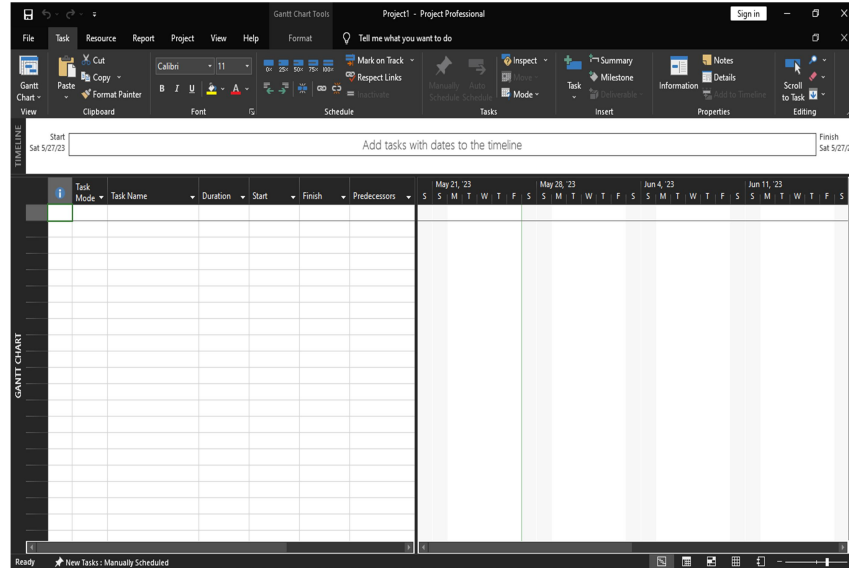 Gantt Chart Tools
Project1 - Project Professional
Sign in
File Task Resource Report Project View Help Format Tell me what you want to do
Gantt Chart
View
Paste
Cut
Copy
Format Painter
Clipboard
Calibri 11
B I U A
Font
0× 25× 50× 75× 100×
Mark on Track
Respect Links
Inactivate
Schedule
Manually Schedule
Auto Schedule
Inspect
Move
Mode
Tasks
Task
Summary
Milestone
Deliverable
Insert
Information
Notes
Details
Add to Timeline
Properties
Scroll to Task
Editing
TIMELINE
Start
Sat 5/27/23
Add tasks with dates to the timeline
Finish
Sat 5/27/2
Task Mode Task Name Duration Start Finish Predecessors
May 21, '23 May 28, '23 Jun 4, '23 Jun 11, '23
S S M T W T F S S M T W T F S S M T W T F S S M T W T F S
GANTT CHART
Ready New Tasks : Manually Scheduled